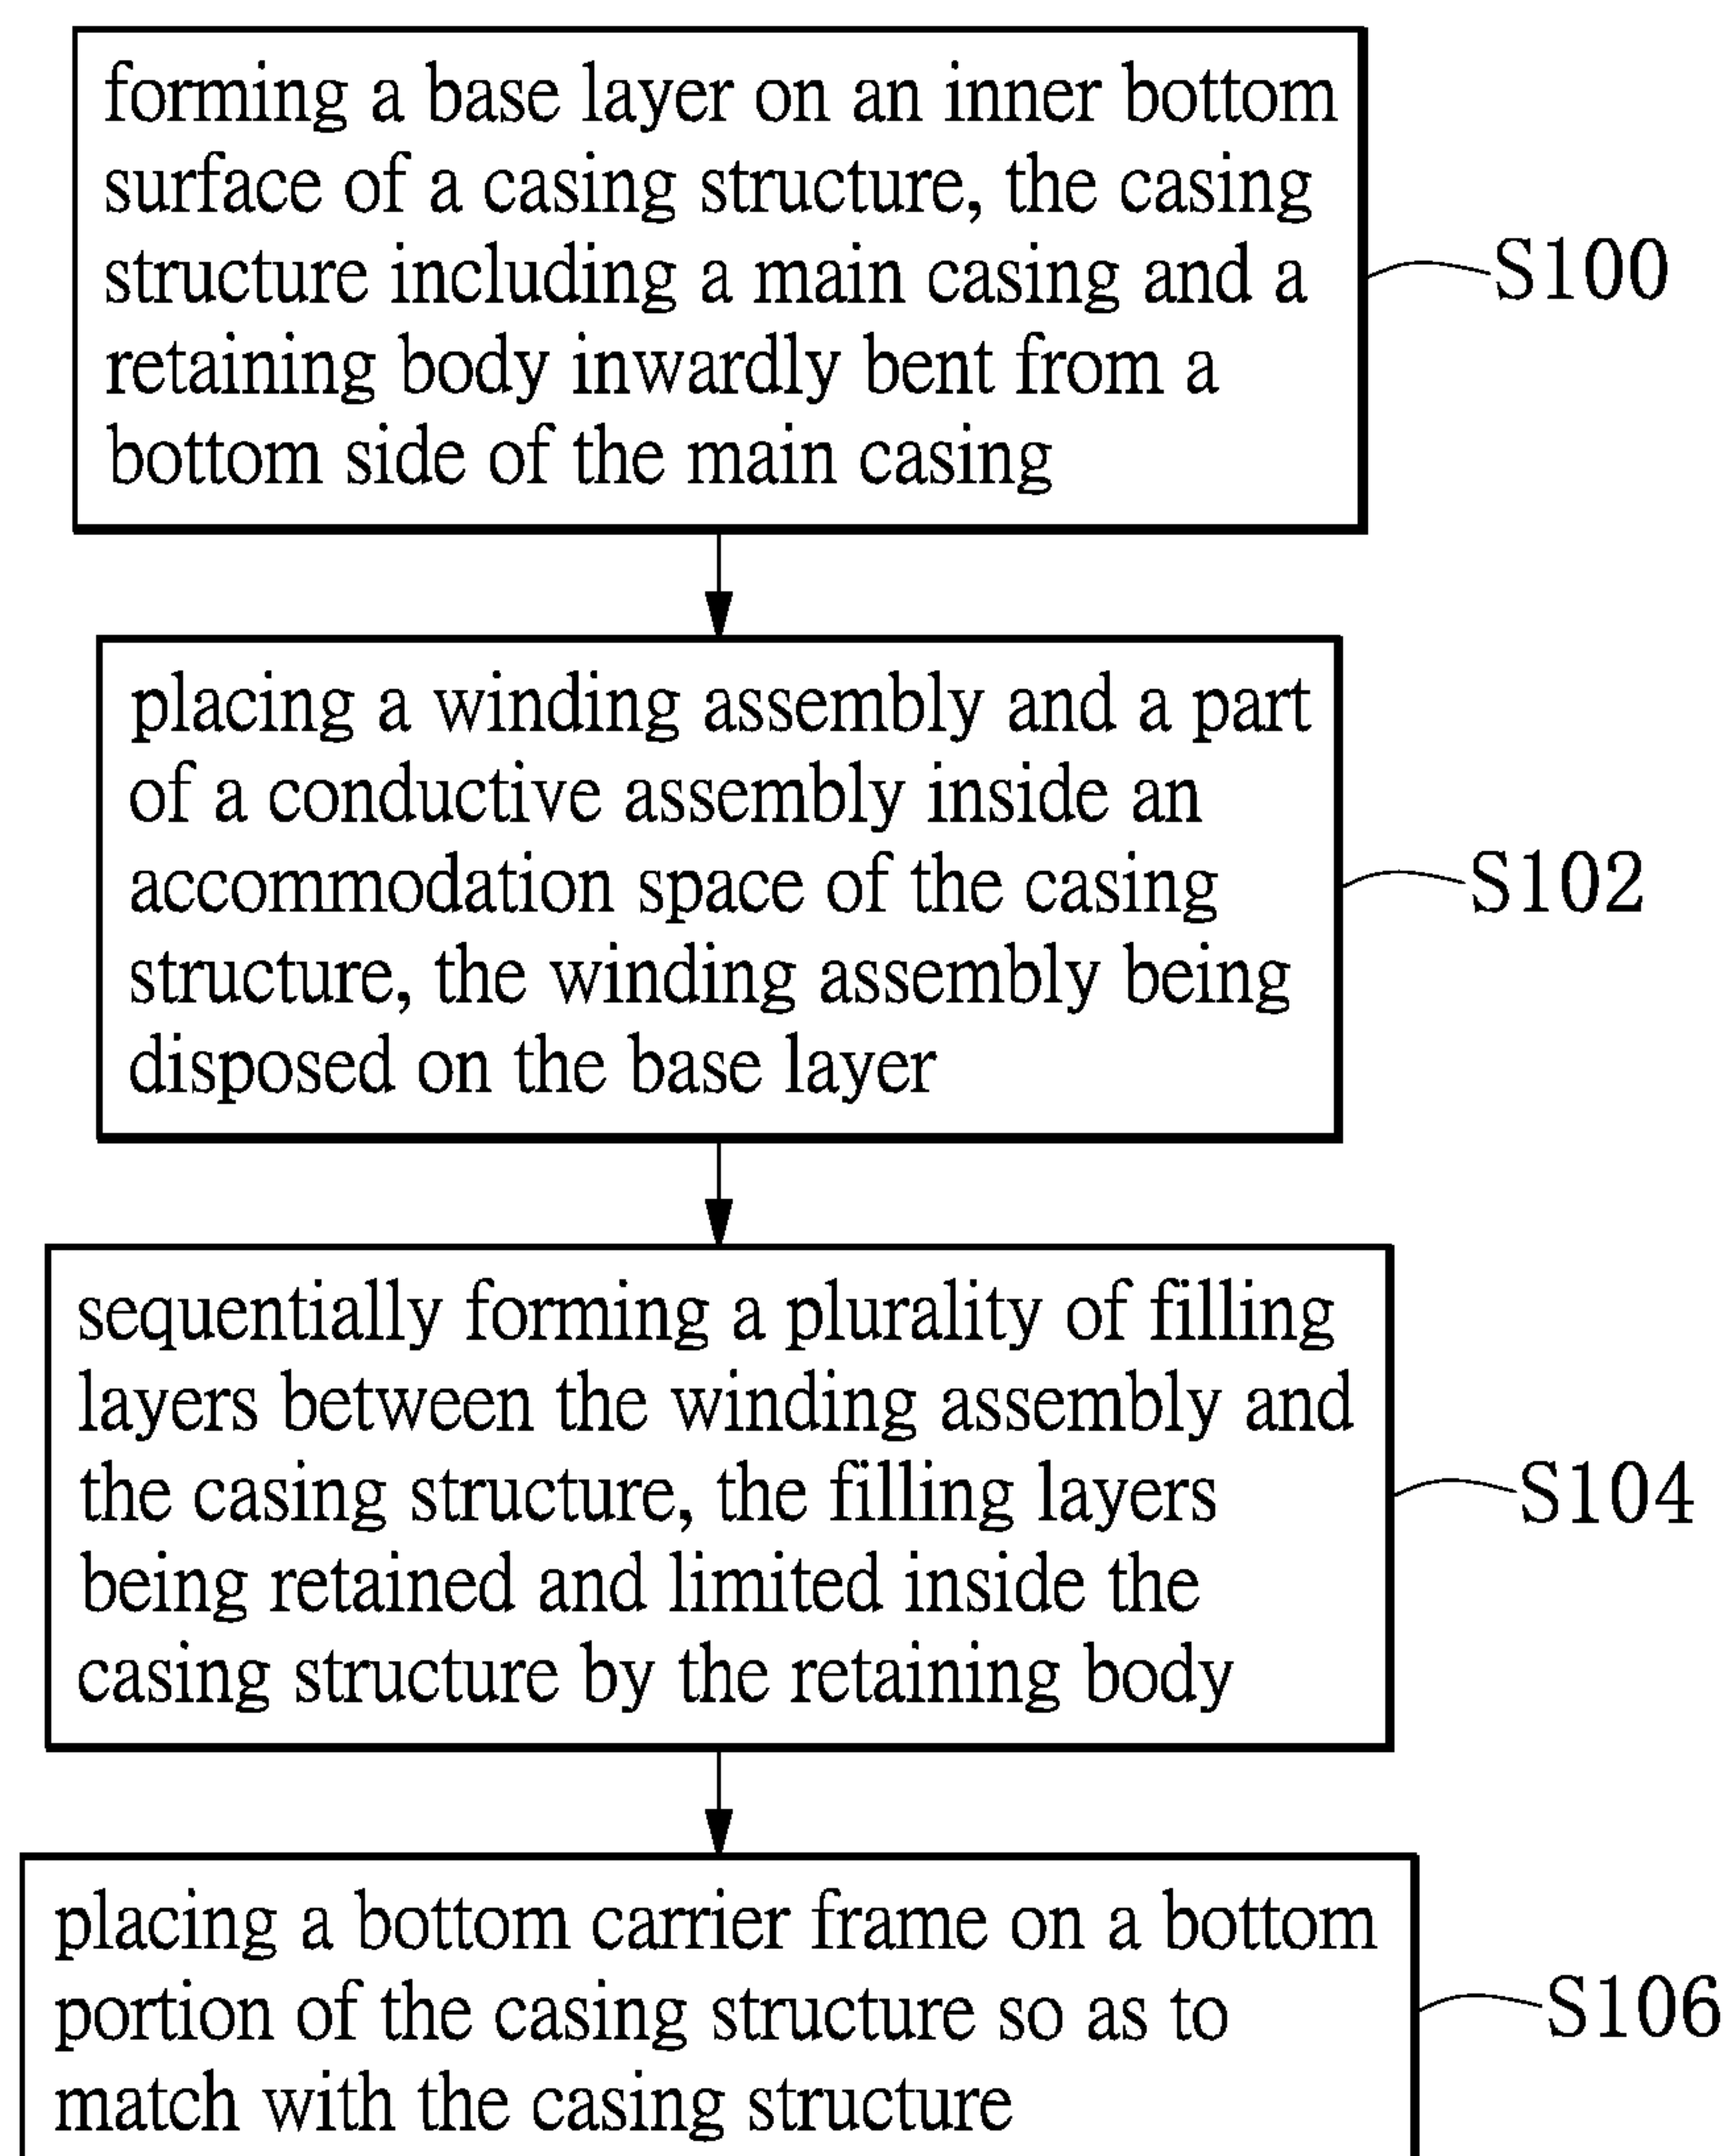 forming a base layer on an inner bottom
surface of a casing structure, the casing
structure including a main casing and a
retaining body inwardly bent from a
bottom side of the main casing
S100
placing a winding assembly and a part
of a conductive assembly inside an
accommodation space of the casing
structure, the winding assembly being
disposed on the base layer
S102
sequentially forming a plurality of filling
layers between the winding assembly and
the casing structure, the filling layers
being retained and limited inside the
casing structure by the retaining body
S104
placing a bottom carrier frame on a bottom
portion of the casing structure so as to
match with the casing structure
S106